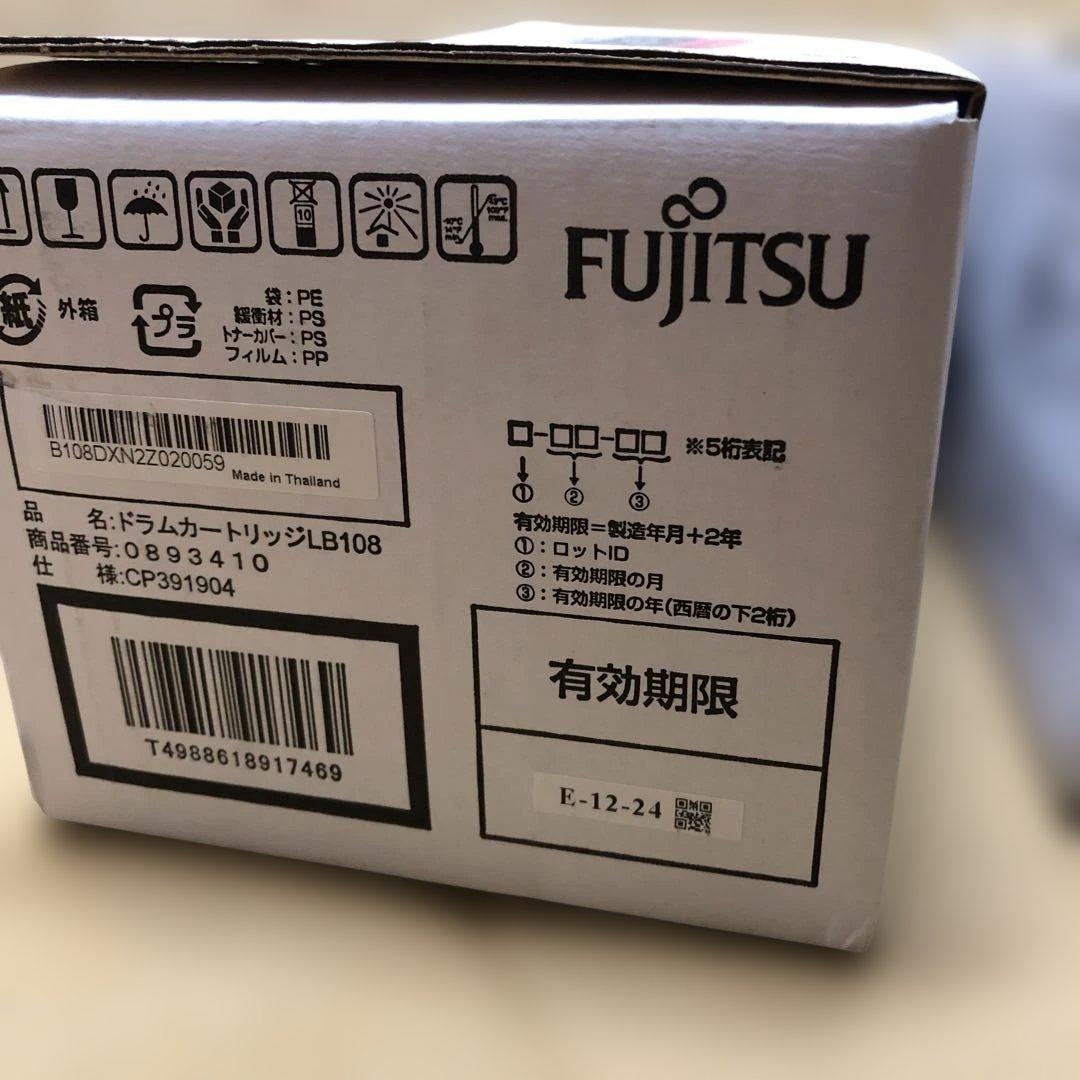 10
FUJITSU
紙
外箱
プラ
袋:PE
緩衝材:PS
トナーカバー:PS
フィルム:PP
B108DXN2Z020059
Made in Thailand
品 名:ドラムカートリッジLB108
商品番号:0893410
仕 様:CP391904
T4988618917469
□-□□-□□ ※5桁表記
① ② ③
有効期限=製造年月+2年
①:ロットID
②:有効期限の月
③:有効期限の年(西暦の下2桁)
有効期限
E-12-24